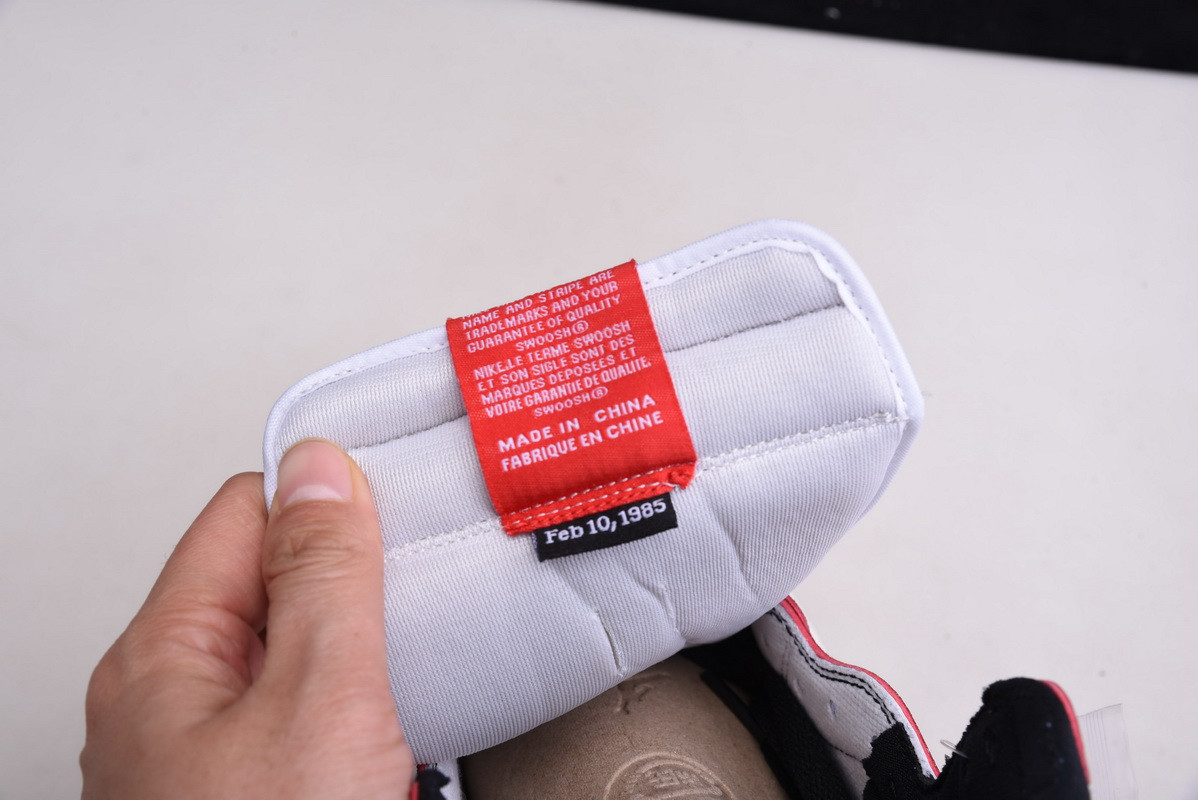 NAME AND STRIPE ARE
TRADEMARKS AND YOUR
GUARANTEE OF QUALITY
SWOOSH®
NIKE.LE TERME SWOOSH
ET SON SIGLE SONT DES
MARQUES DEPOSEES ET
VOTRE GARANTIE DE QUALITE.
SWOOSH®
MADE IN CHINA
FABRIQUE EN CHINE
Feb 10, 1985